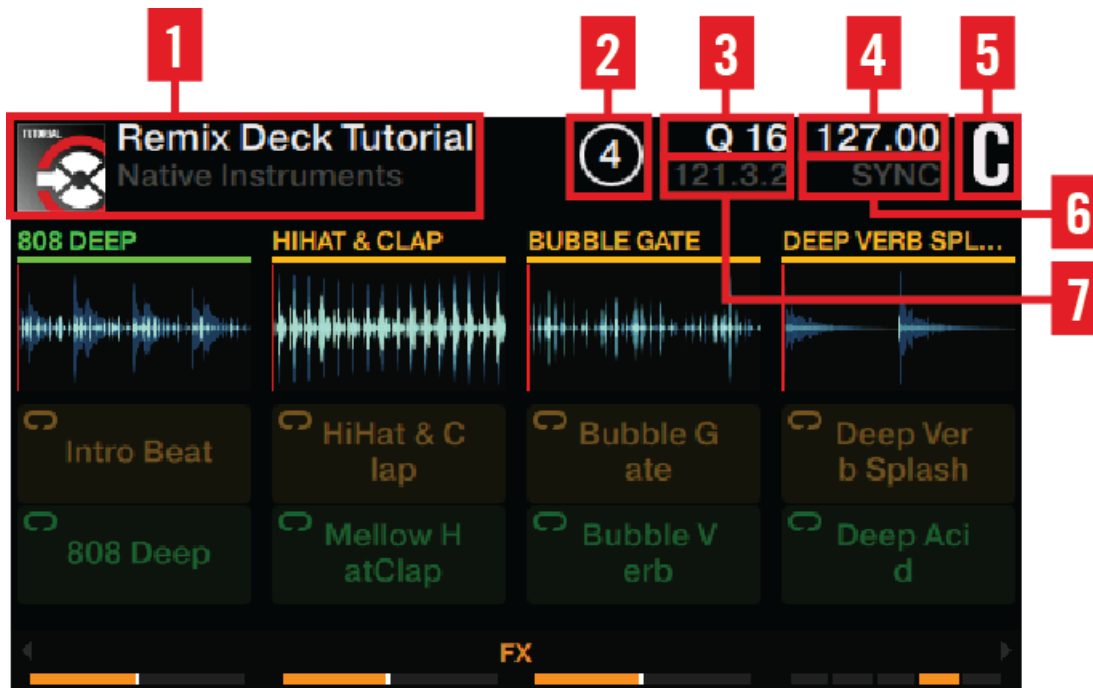 1
2
3
4
5
TUTORIAL
Remix Deck Tutorial
Native Instruments
4
Q 16
121.3.2
127.00
SYNC
C
6
7
808 DEEP
HIHAT & CLAP
BUBBLE GATE
DEEP VERB SPL...
Intro Beat
HiHat & C
lap
Bubble G
ate
Deep Ver
b Splash
808 Deep
Mellow H
atClap
Bubble V
erb
Deep Aci
d
FX